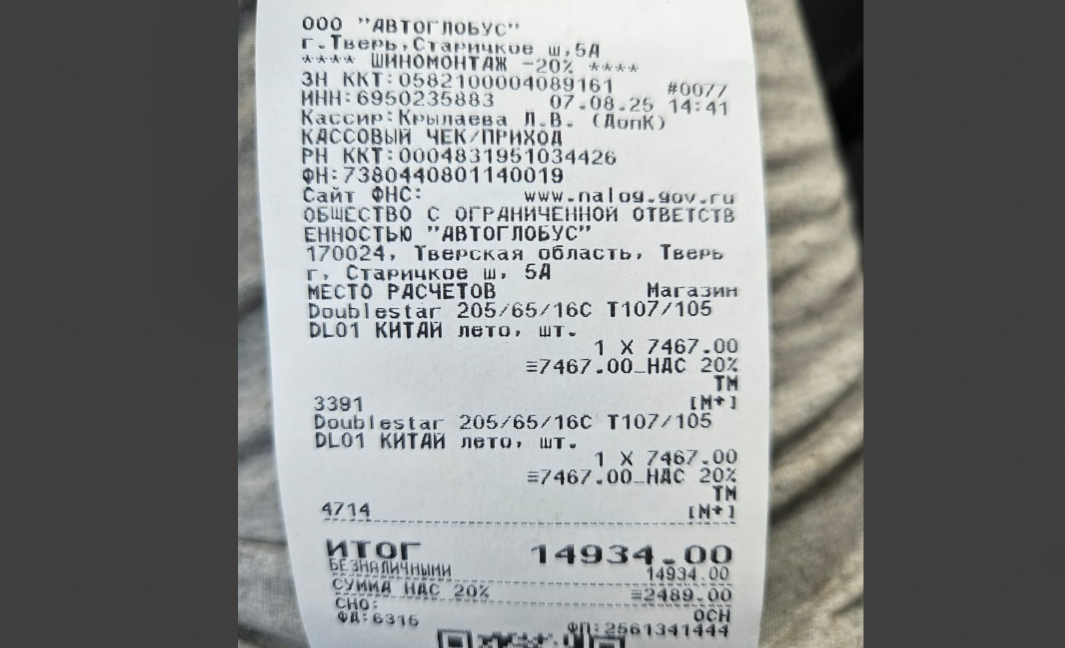 ООО "АВТОГЛОБУС"
г.Тверь,Старичкое ш,5А
**** ШИНОМОНТАЖ -20% ****
ЗН ККТ:05821000004089161 #0077
ИНН:6950235883 07.08.25 14:41
Кассир:Крылаева Л.В. (ДопК)
КАССОВЫЙ ЧЕК/ПРИХОД
РН ККТ:0004831951034426
ФН:7380440801140019
Сайт ФНС: www.nalog.gov.ru
ОБЩЕСТВО С ОГРАНИЧЕННОЙ ОТВЕТСТВ
ЕННОСТЬЮ "АВТОГЛОБУС"
170024, Тверская область, Тверь
г, Старичкое ш, 5А
МЕСТО РАСЧЕТОВ Магазин
Doublestar 205/65/16C T107/105
DL01 КИТАЙ лето, шт.
1 X 7467.00
≡7467.00_НДС 20%
ТМ
3391 [М+]
Doublestar 205/65/16C T107/105
DL01 КИТАЙ лето, шт.
1 X 7467.00
≡7467.00_НДС 20%
ТМ
4714 [М+]
ИТОГ 14934.00
БЕЗНАЛИЧНЫМИ 14934.00
СУММА НДС 20% ≡2489.00
СНО: ОСН
ФД:6315 ФП:2561341444